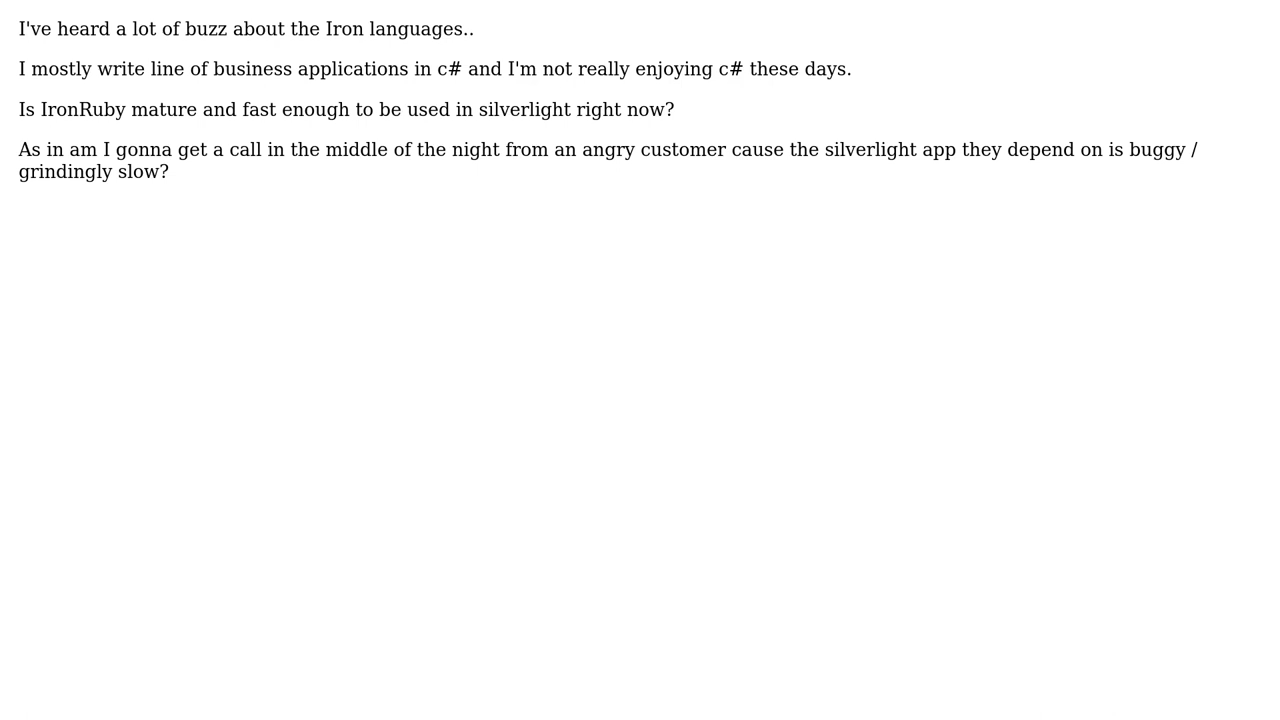 I've heard a lot of buzz about the Iron languages..
I mostly write line of business applications in c# and I'm not really enjoying c# these days.
Is IronRuby mature and fast enough to be used in silverlight right now?
As in am I gonna get a call in the middle of the night from an angry customer cause the silverlight app they depend on is buggy /
grindingly slow?